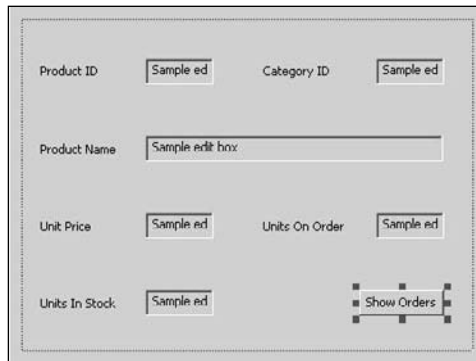 Product ID Sample ed Category ID Sample ed
Product Name Sample edit box
Unit Price Sample ed Units On Order Sample ed
Units In Stock Sample ed Show Orders